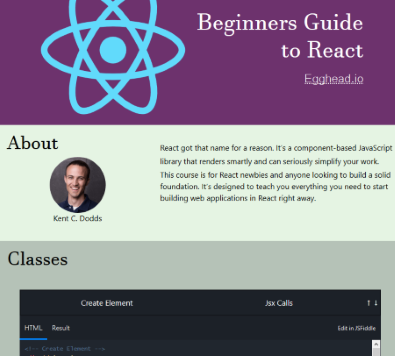 Beginners Guide
to React
Egghead.io
About
React got that name for a reason. It's a component-based JavaScript
library that renders smartly and can seriously simplify your work.
This course is for React newbies and anyone looking to build a solid
foundation. It's designed to teach you everything you need to start
building web applications in React right away.
Kent C. Dodds
Classes
Create Element Jsx Calls ↑ ↓
HTML Result Edit in JSFiddle
<!-- Create Element -->